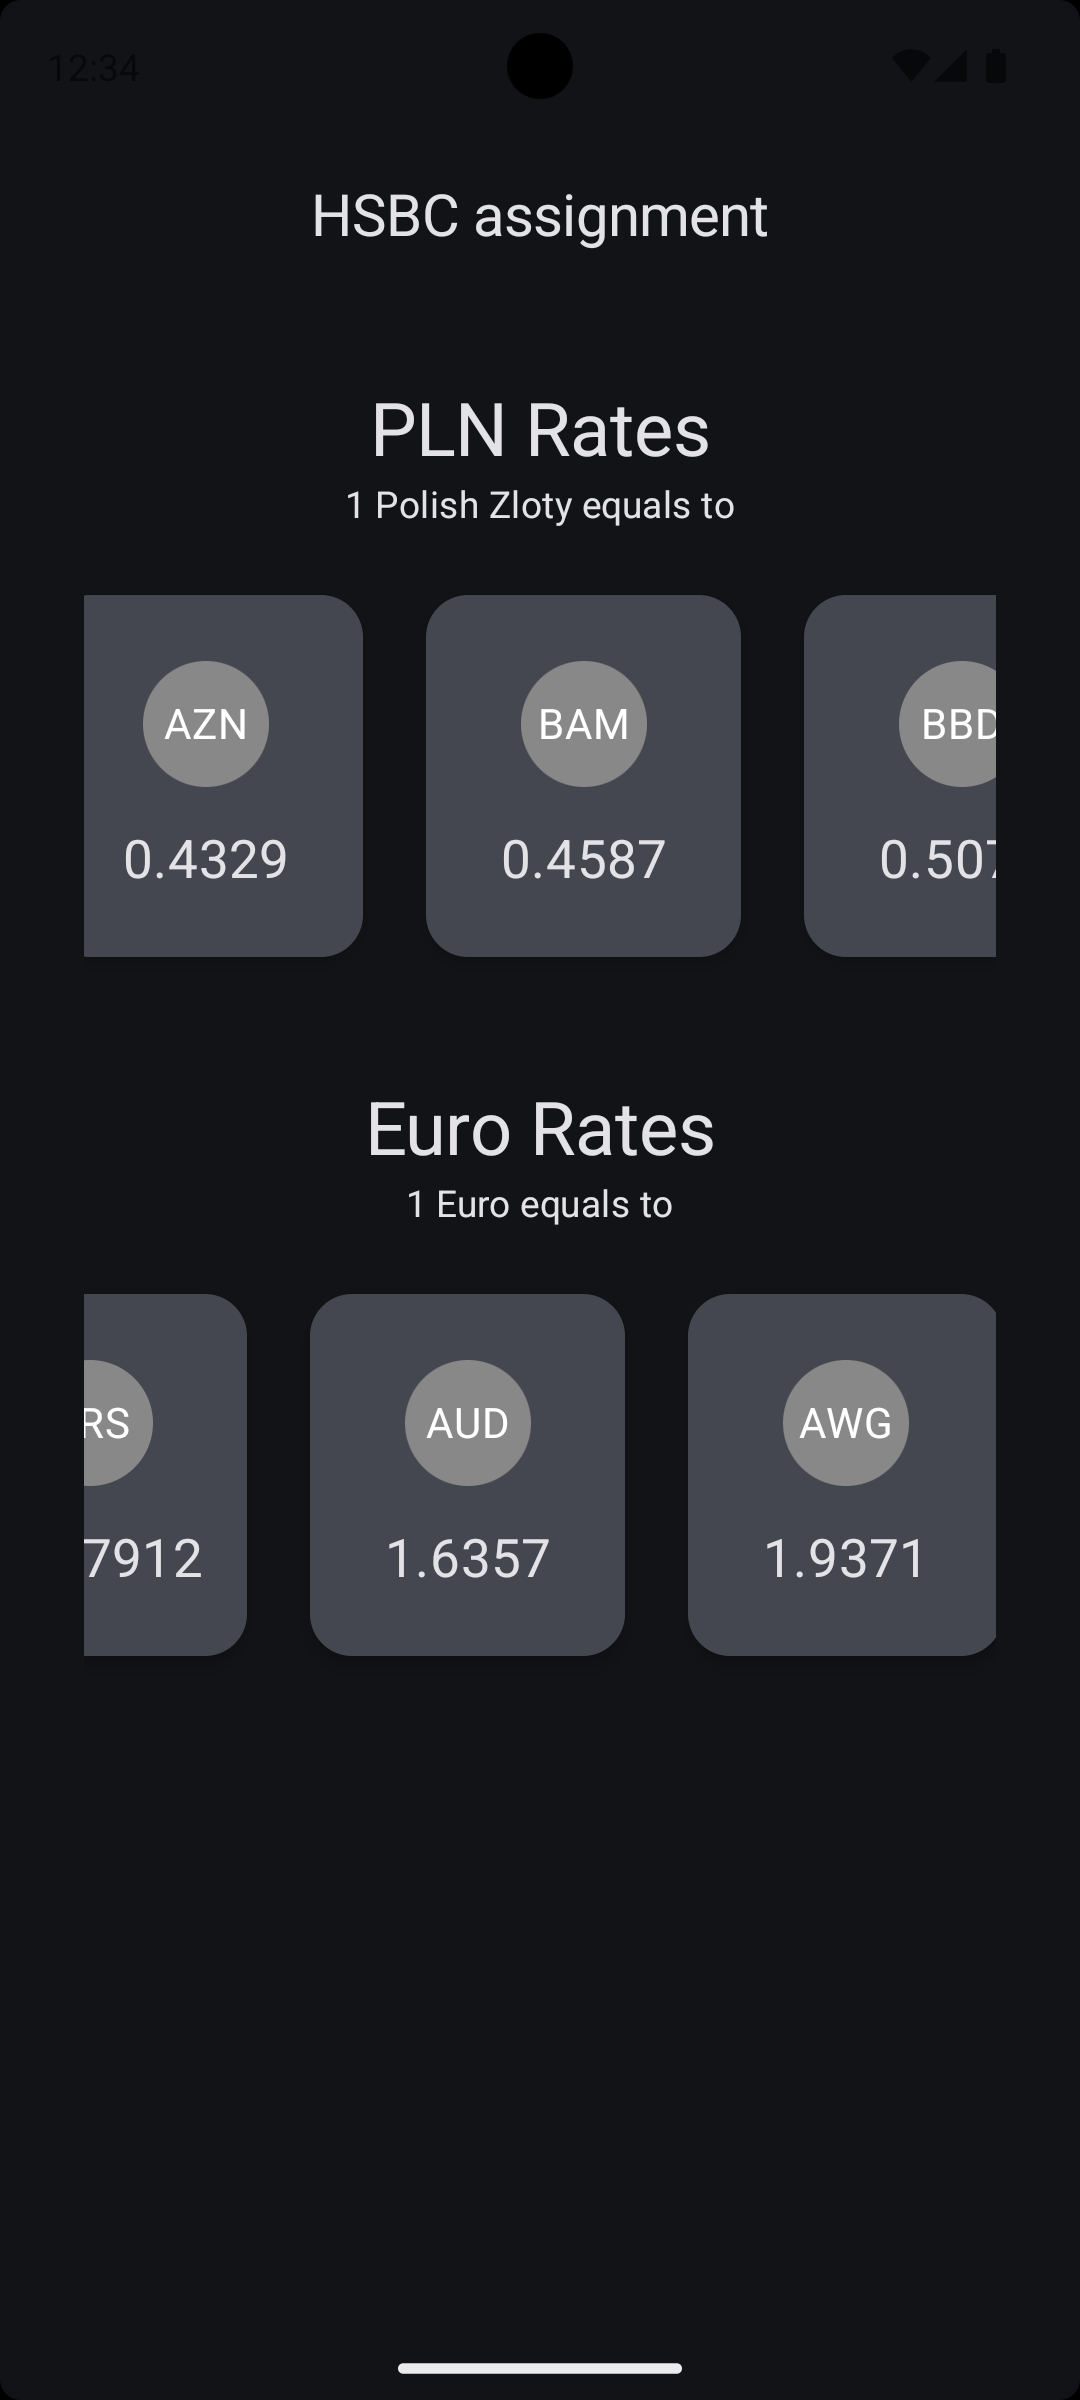 12:34
HSBC assignment
PLN Rates
1 Polish Zloty equals to
AZN BAM BBD
0.4329 0.4587 0.507
Euro Rates
1 Euro equals to
RS AUD AWG
7912 1.6357 1.9371